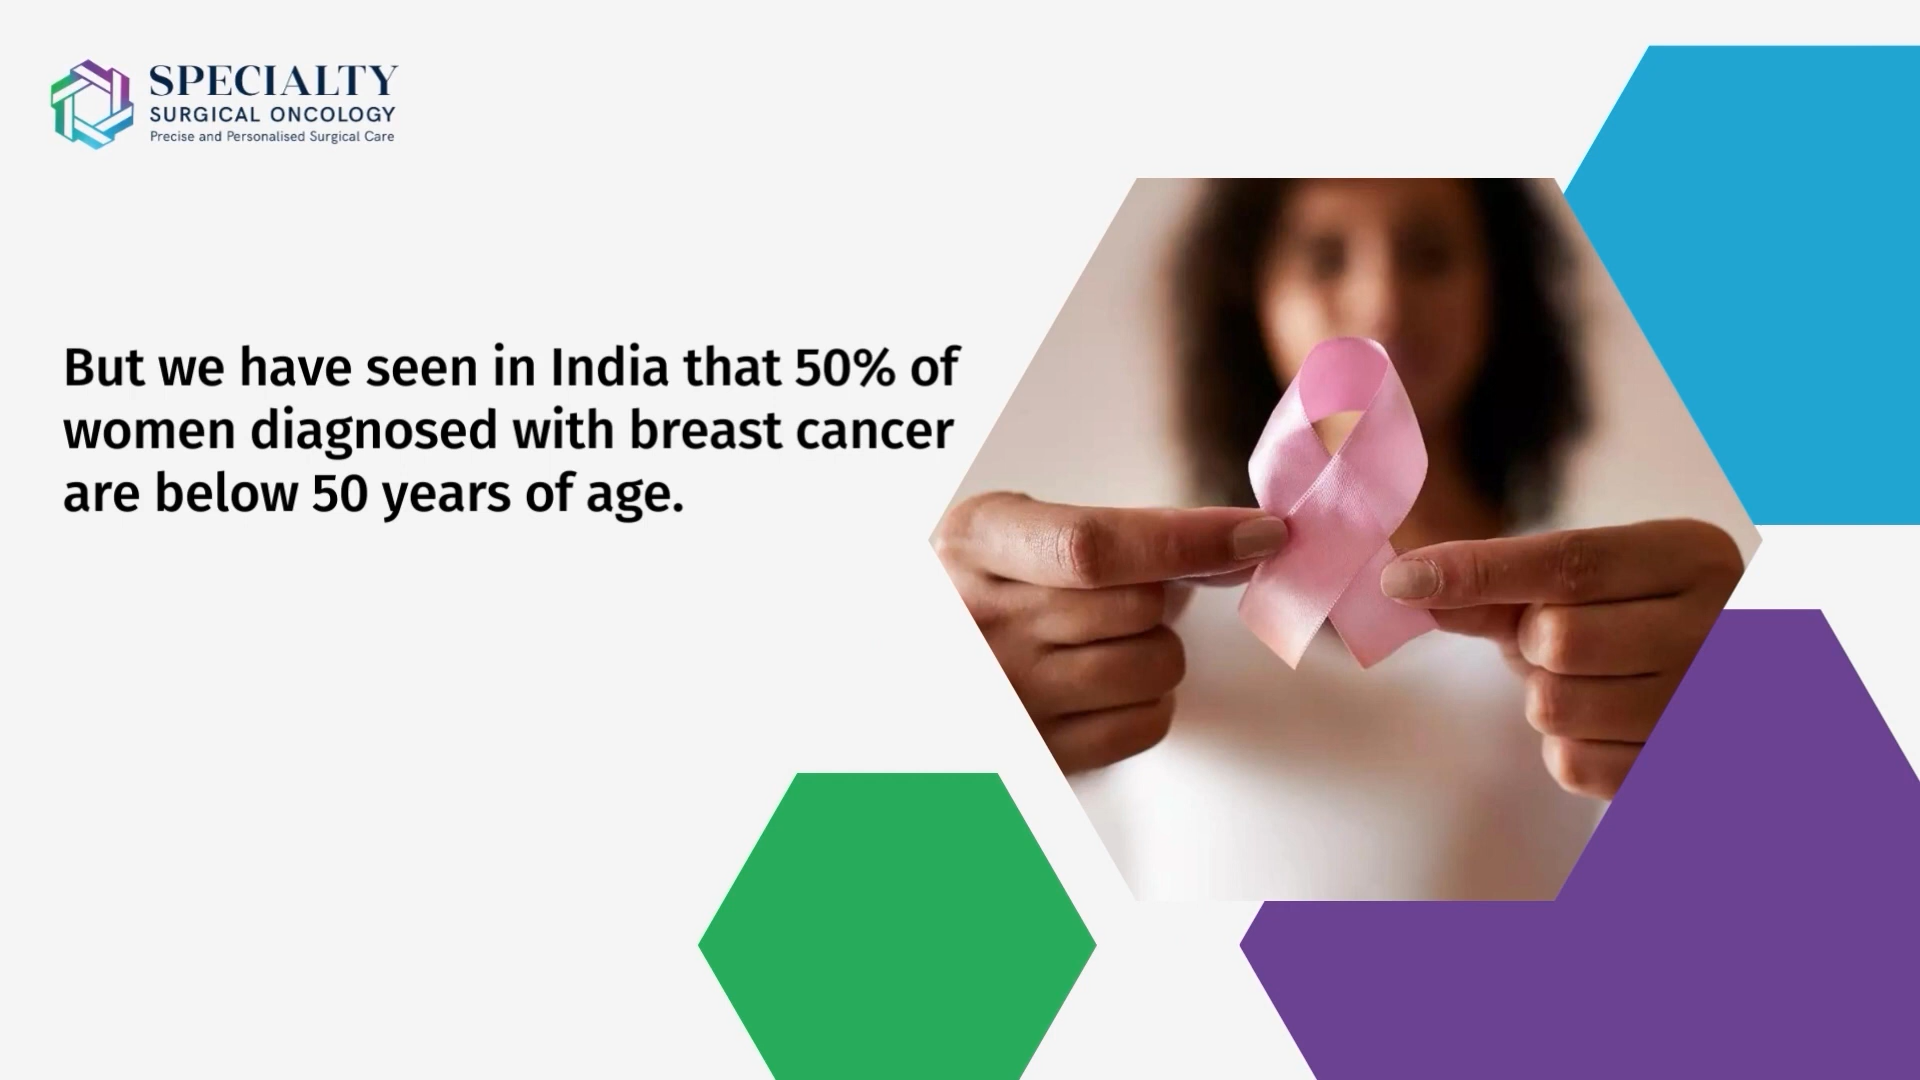 SPECIALTY
SURGICAL ONCOLOGY
Precise and Personalised Surgical Care
But we have seen in India that 50% of
women diagnosed with breast cancer
are below 50 years of age.